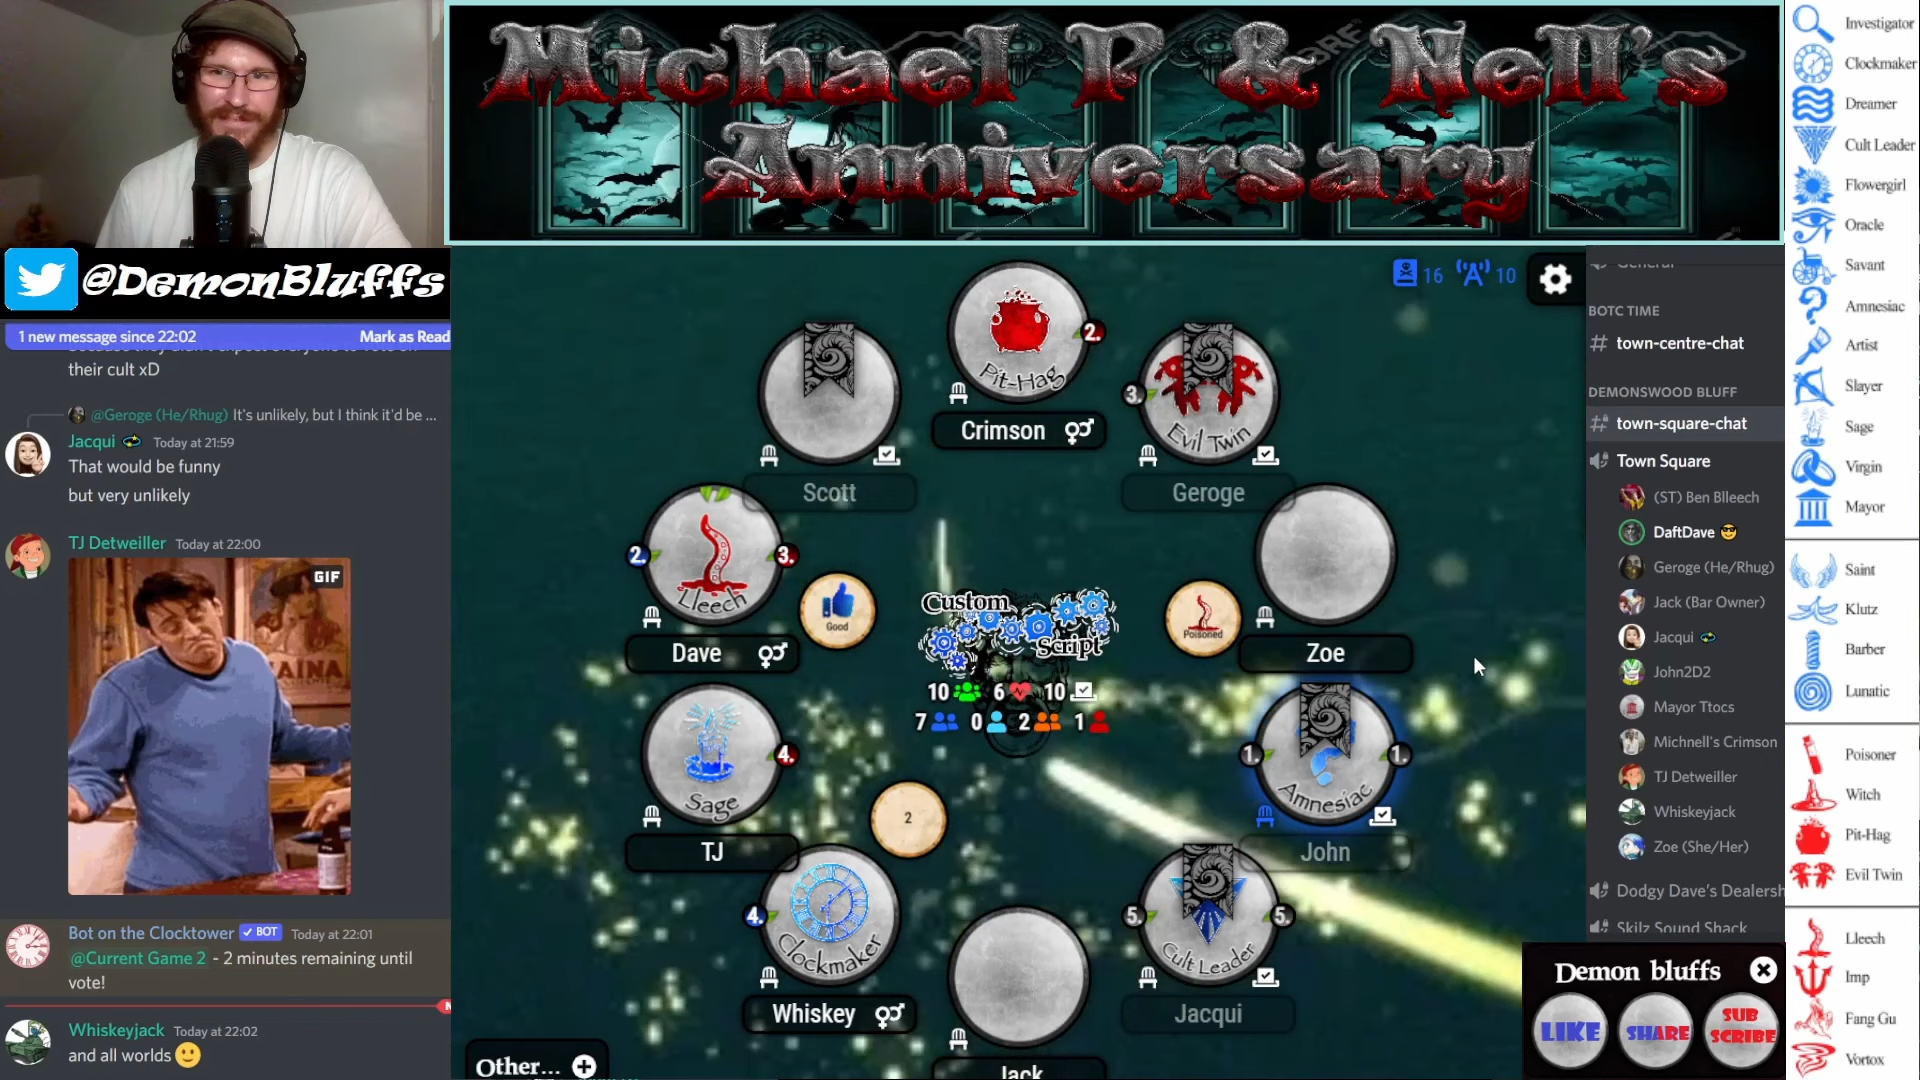 Michael P & Nell's
Anniversary
@DemonBluffs
1 new message since 22:02
Mark as Read
their cult xD
@Geroge (He/Rhug) It's unlikely, but I think it'd be ...
Jacqui Today at 21:59
That would be funny
but very unlikely
TJ Detweiller Today at 22:00
GIF
Bot on the Clocktower ✓ BOT Today at 22:01
@Current Game 2 - 2 minutes remaining until
vote!
Whiskeyjack Today at 22:02
and all worlds 🙂
16
10
Pit-Hag
2.
Crimson
Scott
Evil Twin
3.
Geroge
Lleech
2.
3.
Good
Dave
Custom
Script
10 6 10
7 0 2 1
Poisoned
Zoe
Sage
4.
TJ
2
Amnesiac
1.
1.
John
Clockmaker
4.
Whiskey
Cult Leader
5.
5.
Jacqui
Jack
Other...
General
BOTC TIME
# town-centre-chat
DEMONSWOOD BLUFF
# town-square-chat
Town Square
(ST) Ben Blleech
DaftDave 😎
Geroge (He/Rhug)
Jack (Bar Owner)
Jacqui
John2D2
Mayor Ttocs
Michnell's Crimson
TJ Detweiller
Whiskeyjack
Zoe (She/Her)
Dodgy Dave's Dealersh
Skilz Sound Shack
Demon bluffs
LIKE
SHARE
SUB
SCRIBE
Investigator
Clockmaker
Dreamer
Cult Leader
Flowergirl
Oracle
Savant
Amnesiac
Artist
Slayer
Sage
Virgin
Mayor
Saint
Klutz
Barber
Lunatic
Poisoner
Witch
Pit-Hag
Evil Twin
Lleech
Imp
Fang Gu
Vortox